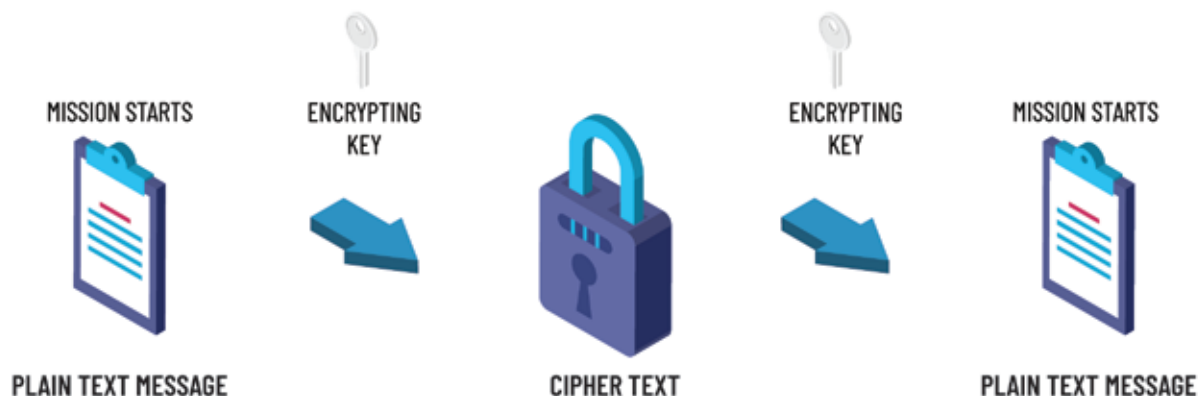 MISSION STARTS
ENCRYPTING
KEY
ENCRYPTING
KEY
MISSION STARTS
PLAIN TEXT MESSAGE
CIPHER TEXT
PLAIN TEXT MESSAGE